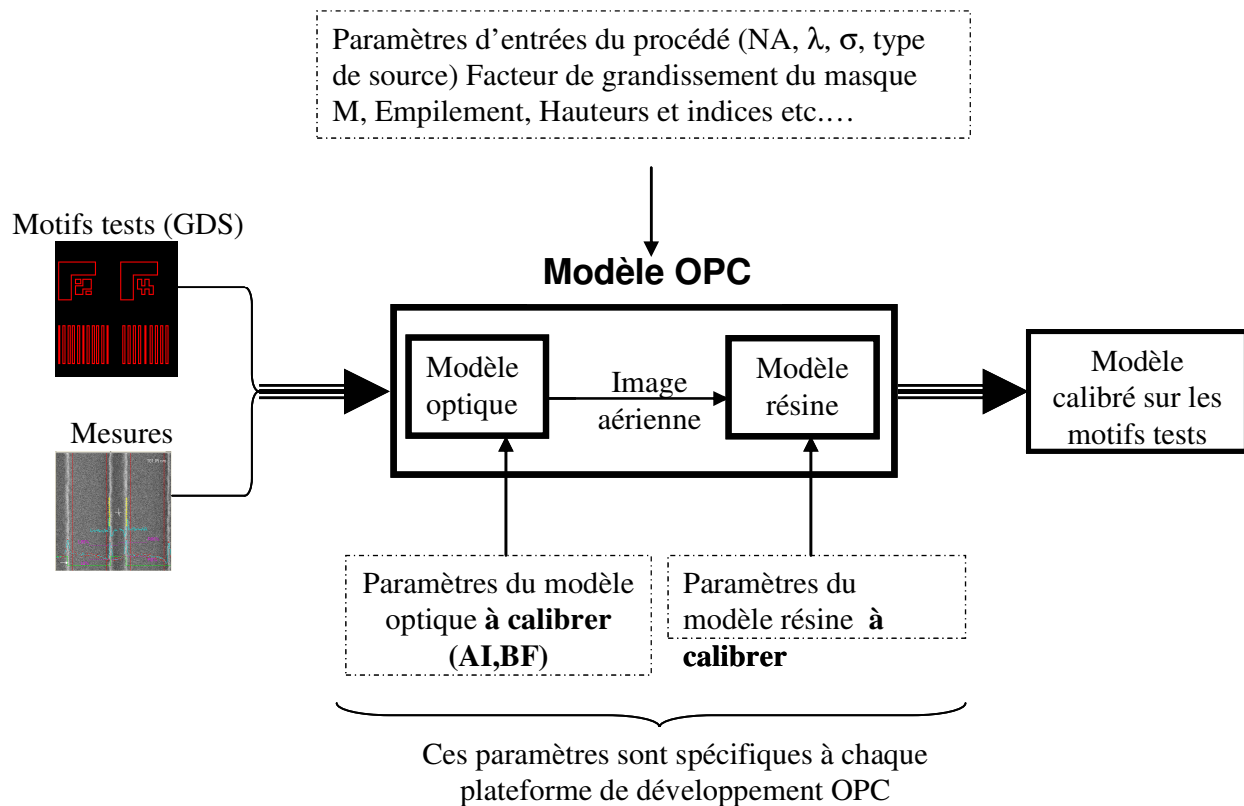 Paramètres d'entrées du procédé (NA, λ, σ, type
de source) Facteur de grandissement du masque
M, Empilement, Hauteurs et indices etc.…
Motifs tests (GDS)
Modèle OPC
Modèle
optique
Image
aérienne
Modèle
résine
Modèle
calibré sur les
motifs tests
Mesures
Paramètres du modèle
optique à calibrer
(AI,BF)
Paramètres du
modèle résine à
calibrer
Ces paramètres sont spécifiques à chaque
plateforme de développement OPC